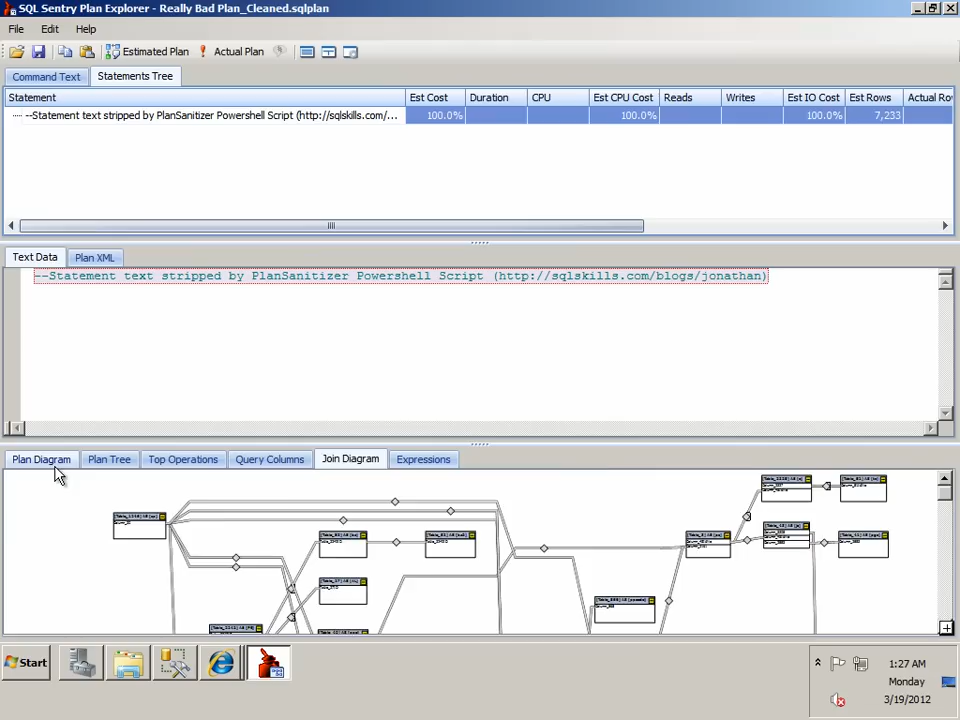 SQL Sentry Plan Explorer - Really Bad Plan_Cleaned.sqlplan
File Edit Help
Estimated Plan Actual Plan
Command Text Statements Tree
Statement Est Cost Duration CPU Est CPU Cost Reads Writes Est IO Cost Est Rows Actual Ro
--Statement text stripped by PlanSanitizer Powershell Script (http://sqlskills.com/... 100.0% 100.0% 100.0% 7,233
Text Data Plan XML
--Statement text stripped by PlanSanitizer Powershell Script (http://sqlskills.com/blogs/jonathan)
Plan Diagram Plan Tree Top Operations Query Columns Join Diagram Expressions
Start
1:27 AM
Monday
3/19/2012